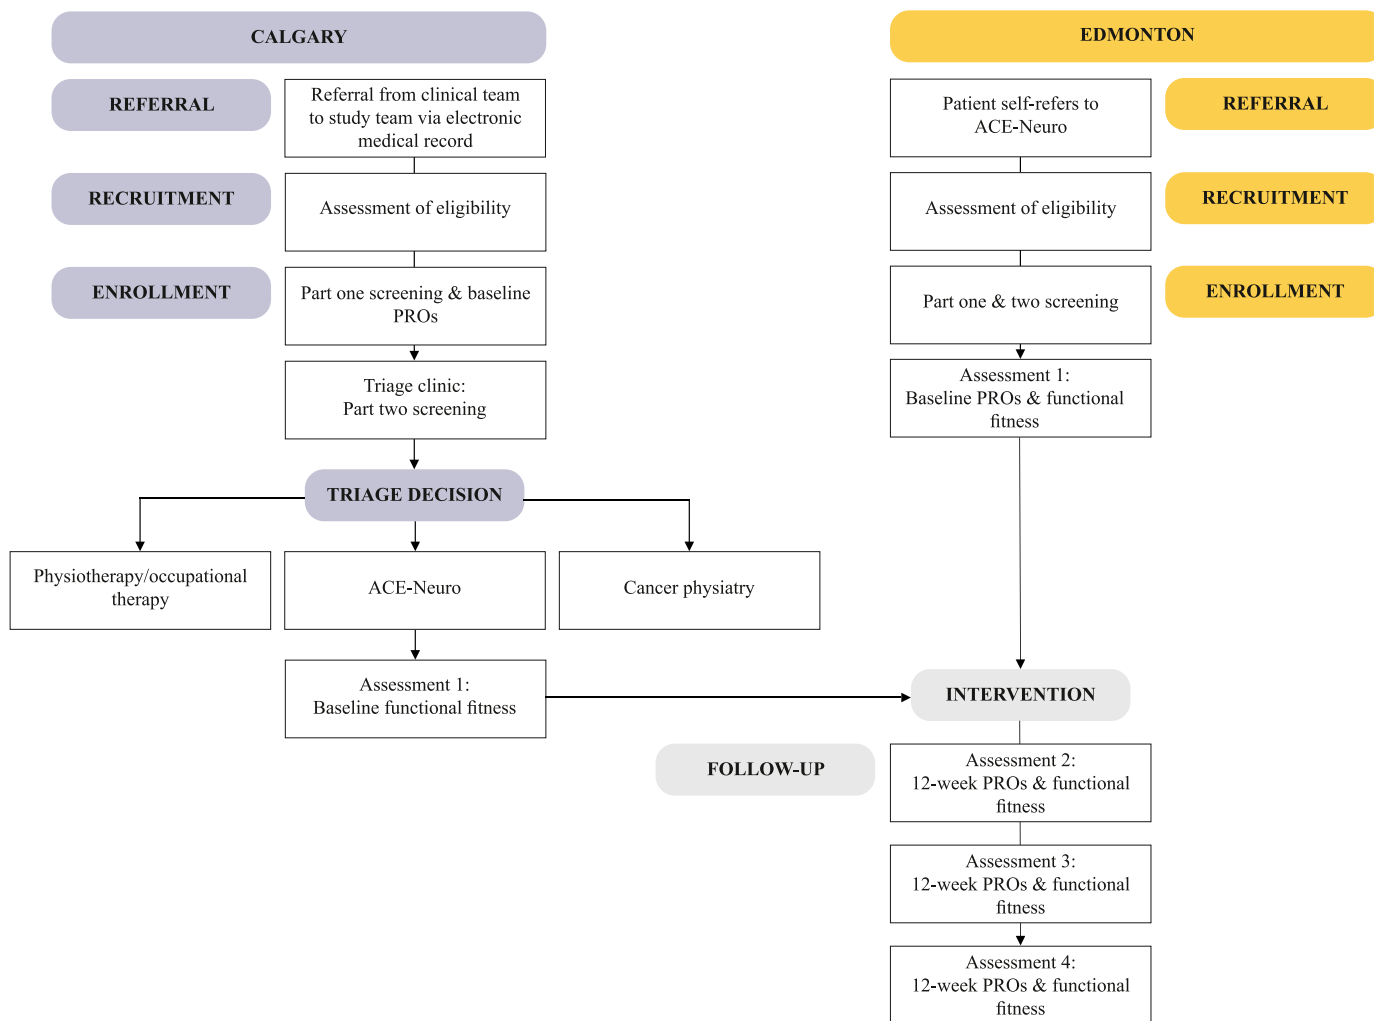 CALGARY
REFERRAL
Referral from clinical team
to study team via electronic
medical record
RECRUITMENT
Assessment of eligibility
ENROLLMENT
Part one screening & baseline
PROs
Triage clinic:
Part two screening
TRIAGE DECISION
Physiotherapy/occupational
therapy
ACE-Neuro
Cancer physiatry
Assessment 1:
Baseline functional fitness
EDMONTON
Patient self-refers to
ACE-Neuro
REFERRAL
Assessment of eligibility
RECRUITMENT
Part one & two screening
ENROLLMENT
Assessment 1:
Baseline PROs & functional
fitness
INTERVENTION
FOLLOW-UP
Assessment 2:
12-week PROs & functional
fitness
Assessment 3:
12-week PROs & functional
fitness
Assessment 4:
12-week PROs & functional
fitness